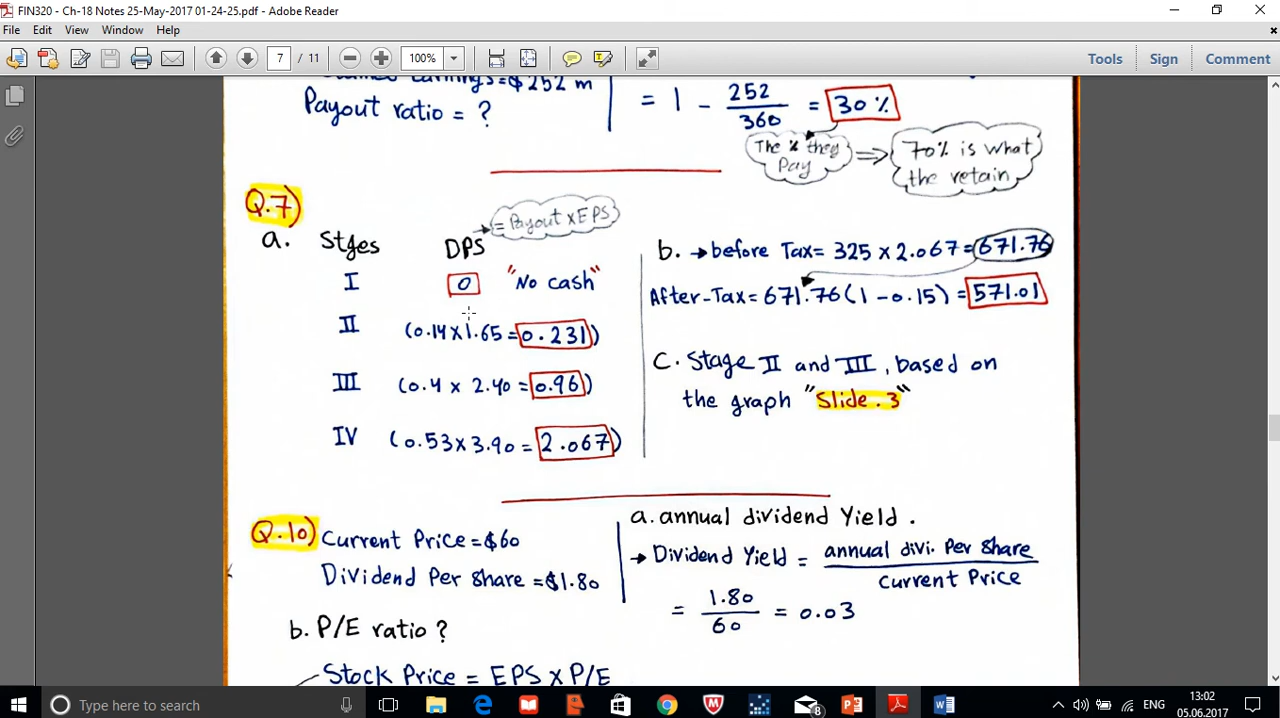 FIN320 - Ch-18 Notes 25-May-2017 01-24-25.pdf - Adobe Reader
File Edit View Window Help
7 / 11 100% Tools Sign Comment
Earnings=$252 m
Payout ratio = ?
= 1 - 252/360 = 30%
The % they Pay => 70% is what the retain
Q.7)
a. Stges DPS = Payout x EPS
I 0 "No cash"
II (0.14 x 1.65 = 0.231)
III (0.4 x 2.40 = 0.96)
IV (0.53 x 3.90 = 2.067)
b. → before Tax = 325 x 2.067 = 671.76
After-Tax = 671.76 (1 - 0.15) = 571.01
C. Stage II and III, based on
the graph "Slide.3"
Q.10) Current Price = $60
Dividend Per share = $1.80
a. annual dividend Yield.
→ Dividend Yield = annual divi. Per share / current Price
= 1.80/60 = 0.03
b. P/E ratio?
Stock Price = EPS x P/E
Type here to search
8
ENG
13:02
05.06.2017